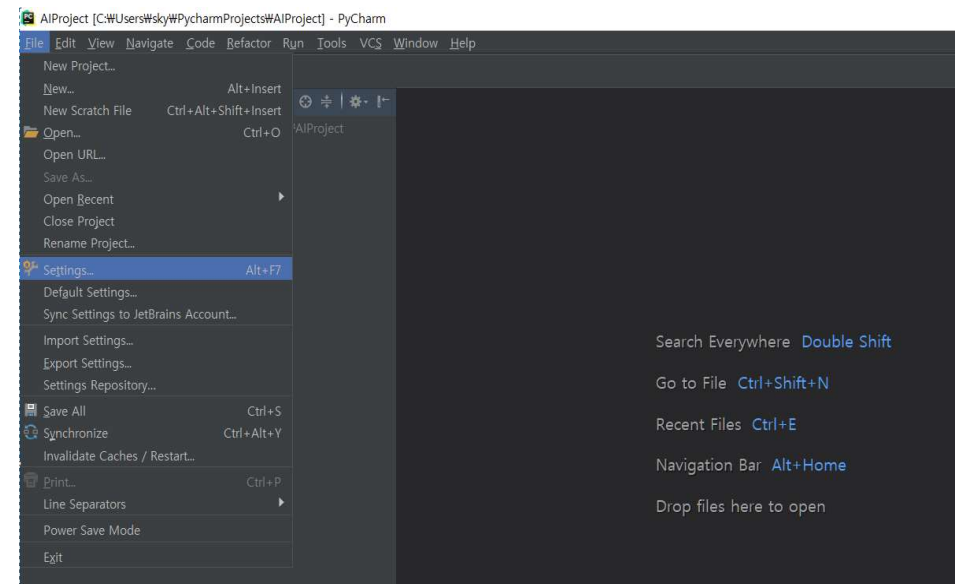 AIProject [C:₩Users₩sky₩PycharmProjects₩AIProject] - PyCharm
File Edit View Navigate Code Refactor Run Tools VCS Window Help
New Project...
New... Alt+Insert
New Scratch File Ctrl+Alt+Shift+Insert
Open... Ctrl+O
Open URL...
Save As...
Open Recent
Close Project
Rename Project...
Settings... Alt+F7
Default Settings...
Sync Settings to JetBrains Account...
Import Settings...
Export Settings...
Settings Repository...
Save All Ctrl+S
Synchronize Ctrl+Alt+Y
Invalidate Caches / Restart...
Print... Ctrl+P
Line Separators
Power Save Mode
Exit
AIProject
Search Everywhere Double Shift
Go to File Ctrl+Shift+N
Recent Files Ctrl+E
Navigation Bar Alt+Home
Drop files here to open